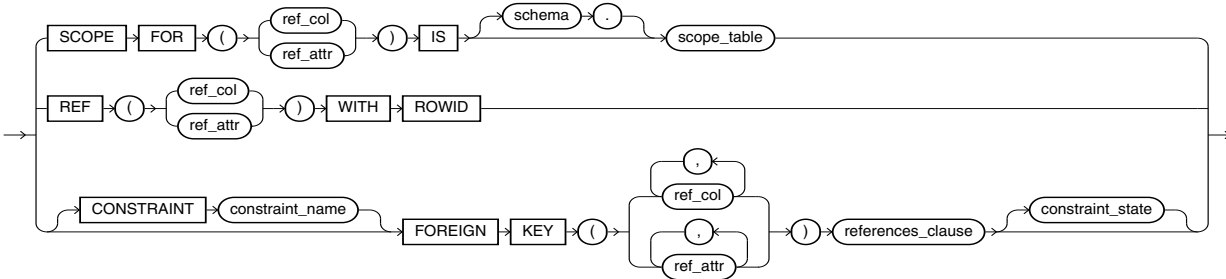 schema .
SCOPE FOR ( ref_col ) IS scope_table
ref_attr
REF ( ref_col ) WITH ROWID
ref_attr
,
ref_col
CONSTRAINT constraint_name FOREIGN KEY ( ) references_clause constraint_state
,
ref_attr